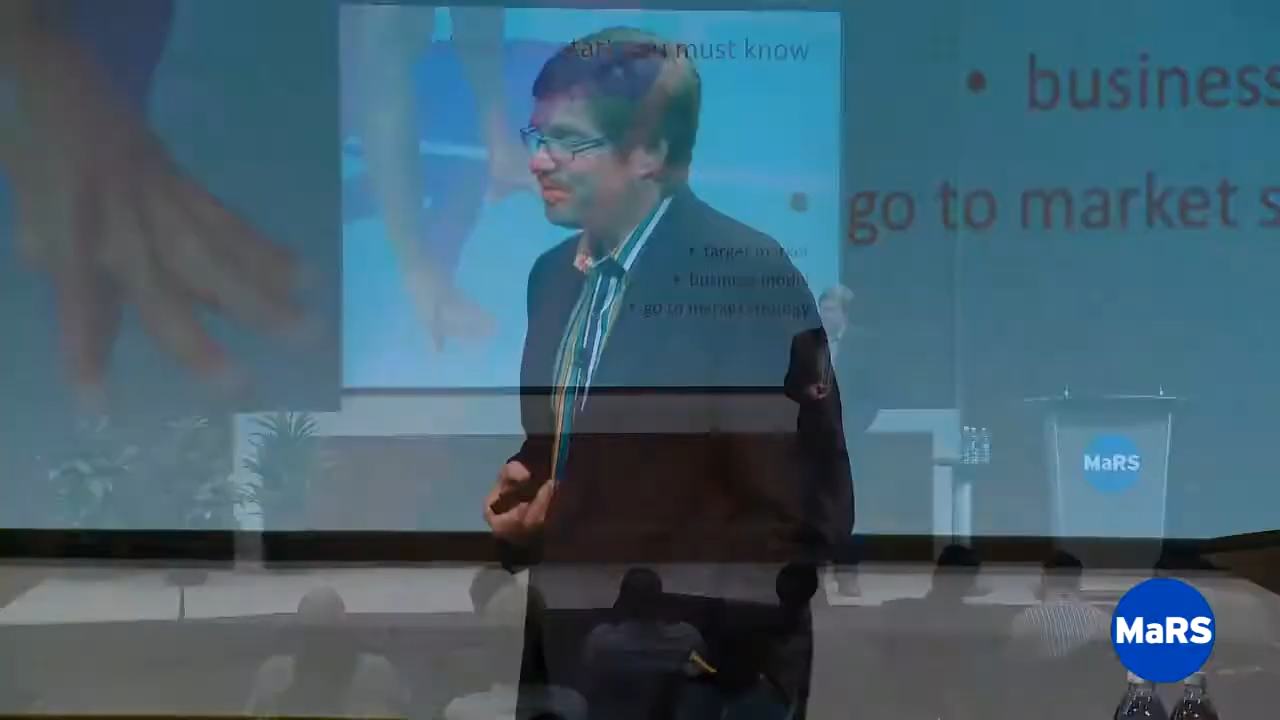 you must know
• business
• go to market s
• target market
• business model
• go to market strategy
MaRS
MaRS